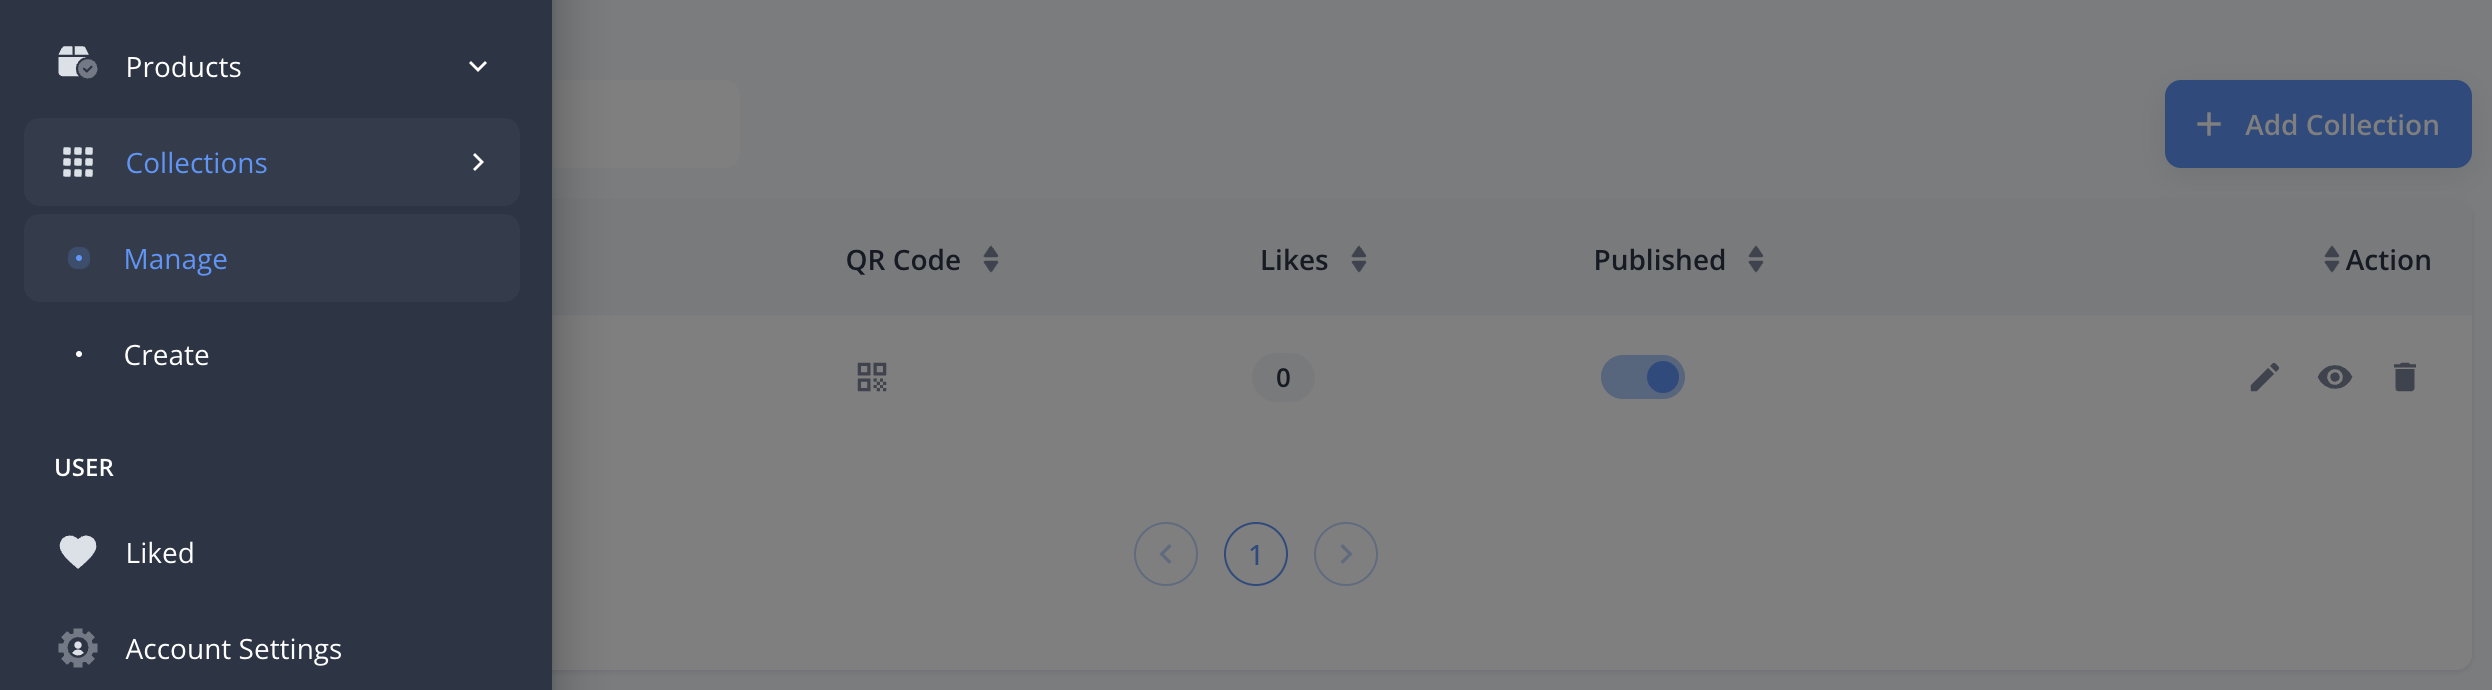 Products
Collections
Manage
Create
USER
Liked
Account Settings
+ Add Collection
QR Code Likes Published Action
0
1